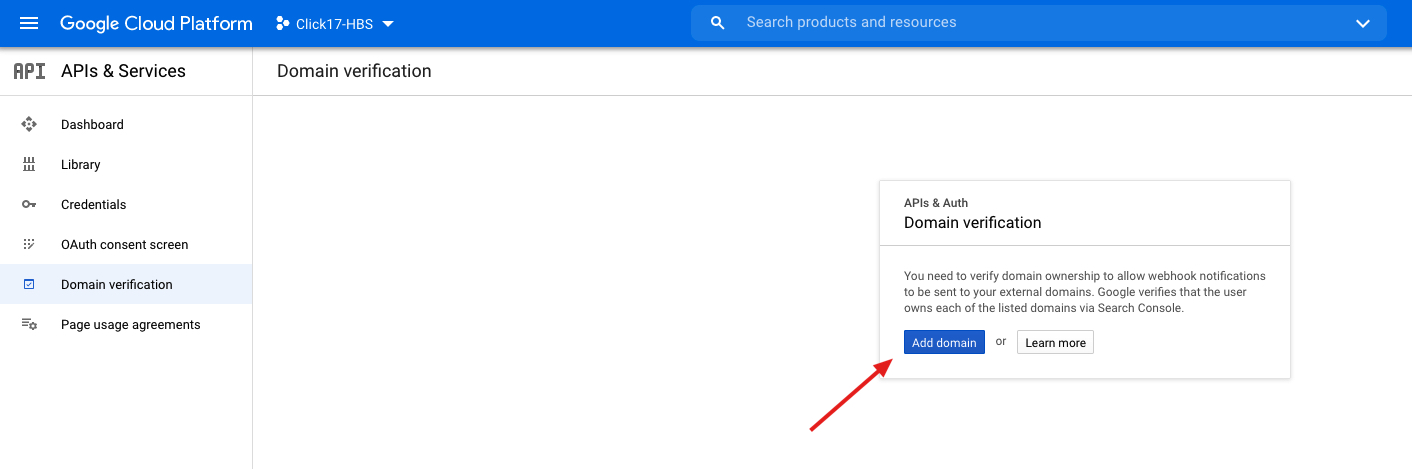 Google Cloud Platform
Click17-HBS
Search products and resources
API
APIs & Services
Domain verification
Dashboard
Library
Credentials
OAuth consent screen
Domain verification
Page usage agreements
APIs & Auth
Domain verification
You need to verify domain ownership to allow webhook notifications
to be sent to your external domains. Google verifies that the user
owns each of the listed domains via Search Console.
Add domain or Learn more